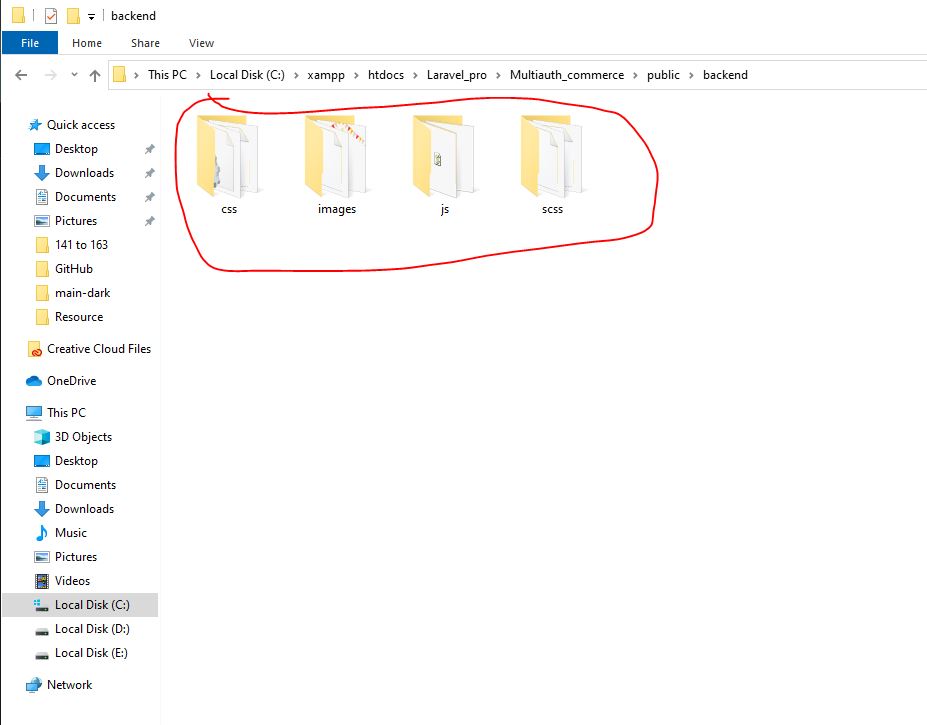 backend
File Home Share View
This PC Local Disk (C:) xampp htdocs Laravel_pro Multiauth_commerce public backend
Quick access
Desktop
Downloads
Documents
Pictures
141 to 163
GitHub
main-dark
Resource
Creative Cloud Files
OneDrive
This PC
3D Objects
Desktop
Documents
Downloads
Music
Pictures
Videos
Local Disk (C:)
Local Disk (D:)
Local Disk (E:)
Network
css images js scss